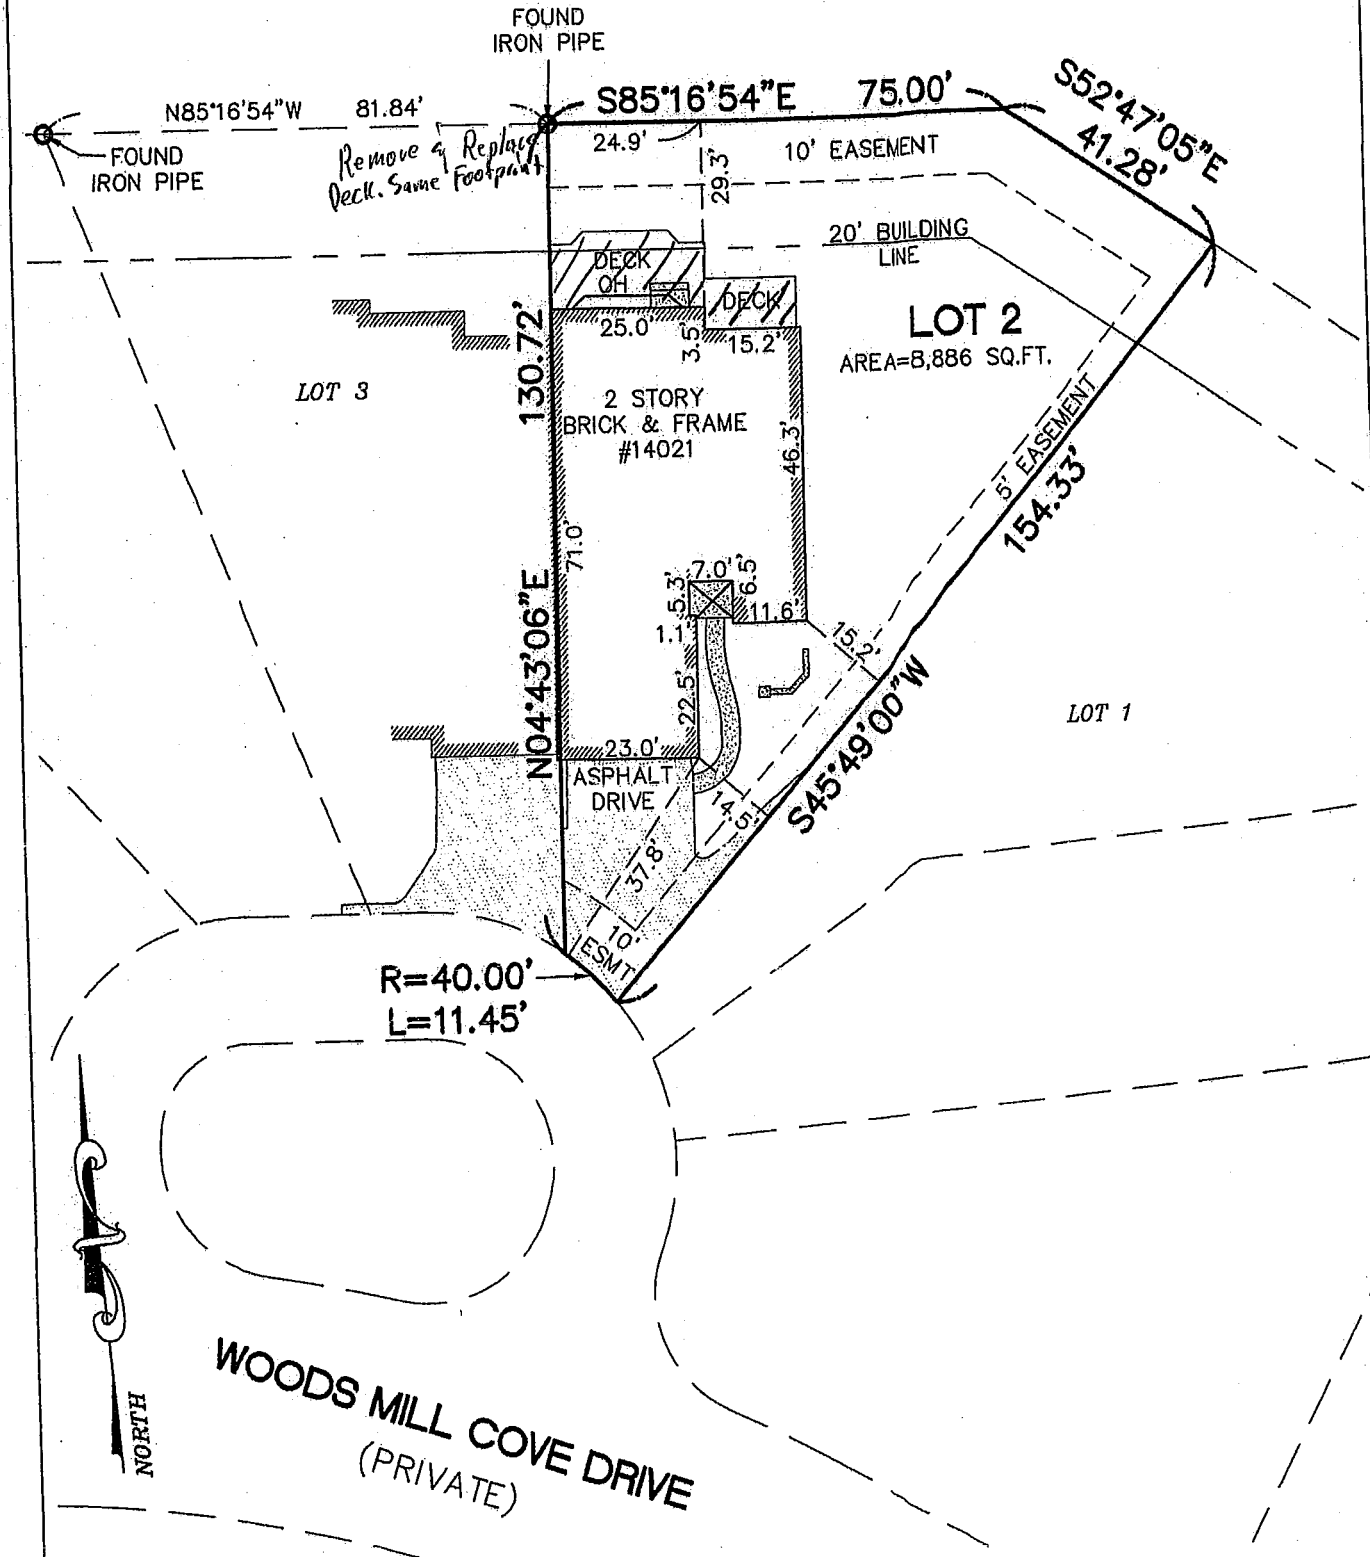 FOUND
IRON PIPE
S85°16'54"E 75.00'
S52°47'05"E
41.28'
N85°16'54"W 81.84'
FOUND
IRON PIPE
Remove & Replace
Deck. Same Footprint
24.9'
29.3'
10' EASEMENT
20' BUILDING
LINE
DECK
OH
DECK
25.0'
3.5'
15.2'
LOT 2
AREA=8,886 SQ.FT.
130.72'
LOT 3
2 STORY
BRICK & FRAME
#14021
46.3'
5' EASEMENT
154.33'
71.0'
N04°43'06"E
7.0'
5.3'
6.5'
11.6'
1.1'
15.2'
22.5'
S45°49'00"W
LOT 1
23.0'
ASPHALT
DRIVE
14.5'
37.8'
10'
ESMT
R=40.00'
L=11.45'
NORTH
WOODS MILL COVE DRIVE
(PRIVATE)